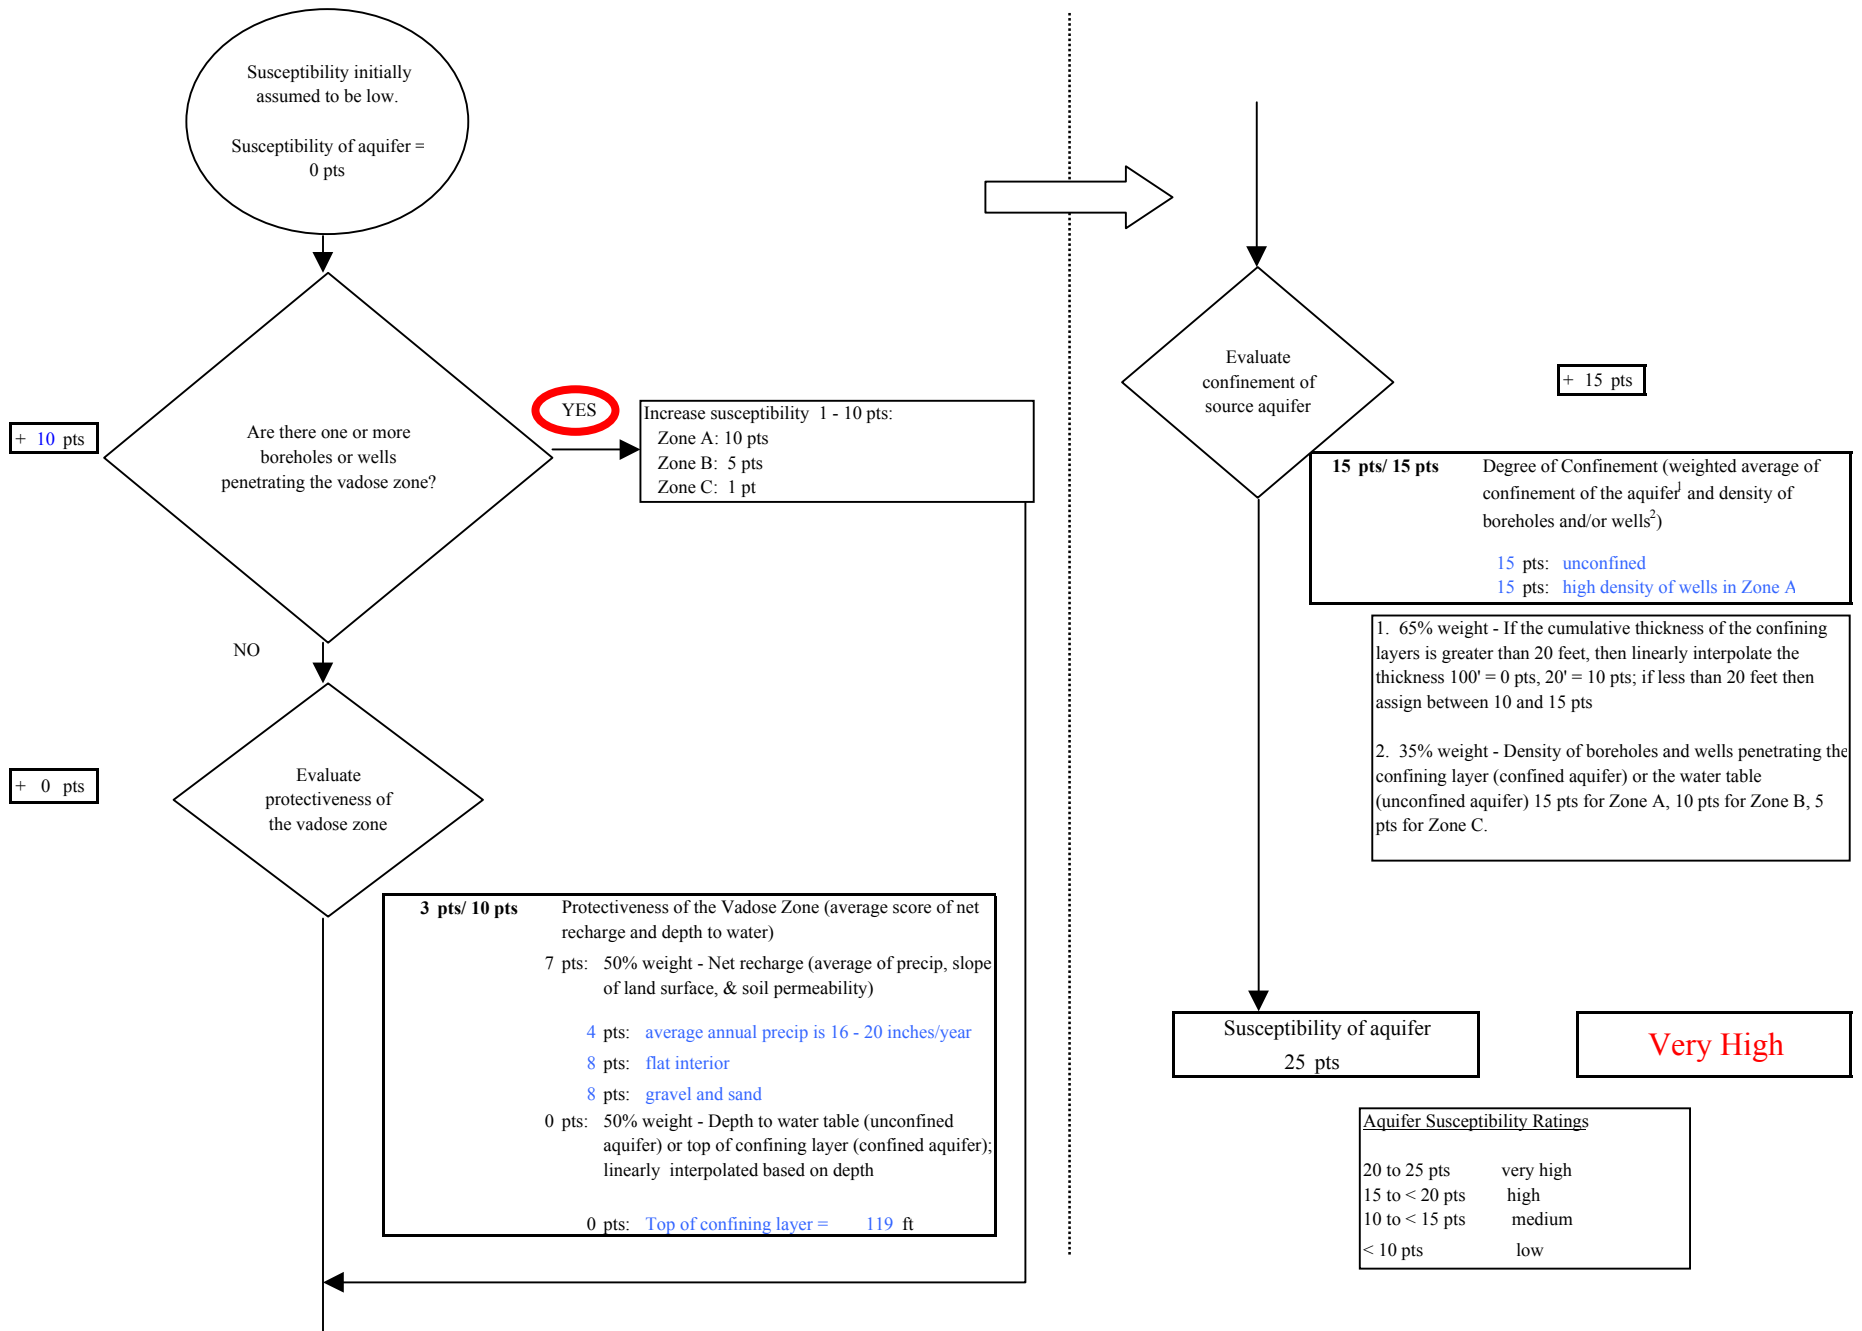 Susceptibility initially
assumed to be low.
Susceptibility of aquifer =
0 pts
+ 10 pts
Are there one or more
boreholes or wells
penetrating the vadose zone?
YES
Increase susceptibility 1 - 10 pts:
Zone A: 10 pts
Zone B: 5 pts
Zone C: 1 pt
NO
+ 0 pts
Evaluate
protectiveness of
the vadose zone
3 pts/ 10 pts Protectiveness of the Vadose Zone (average score of net
recharge and depth to water)
7 pts: 50% weight - Net recharge (average of precip, slope
of land surface, & soil permeability)
4 pts: average annual precip is 16 - 20 inches/year
8 pts: flat interior
8 pts: gravel and sand
0 pts: 50% weight - Depth to water table (unconfined
aquifer) or top of confining layer (confined aquifer);
linearly interpolated based on depth
0 pts: Top of confining layer = 119 ft
Evaluate
confinement of
source aquifer
+ 15 pts
15 pts/ 15 pts Degree of Confinement (weighted average of
confinement of the aquifer1 and density of
boreholes and/or wells2)
15 pts: unconfined
15 pts: high density of wells in Zone A
1. 65% weight - If the cumulative thickness of the confining
layers is greater than 20 feet, then linearly interpolate the
thickness 100' = 0 pts, 20' = 10 pts; if less than 20 feet then
assign between 10 and 15 pts
2. 35% weight - Density of boreholes and wells penetrating the
confining layer (confined aquifer) or the water table
(unconfined aquifer) 15 pts for Zone A, 10 pts for Zone B, 5
pts for Zone C.
Susceptibility of aquifer
25 pts
Very High
Aquifer Susceptibility Ratings
20 to 25 pts very high
15 to < 20 pts high
10 to < 15 pts medium
< 10 pts low